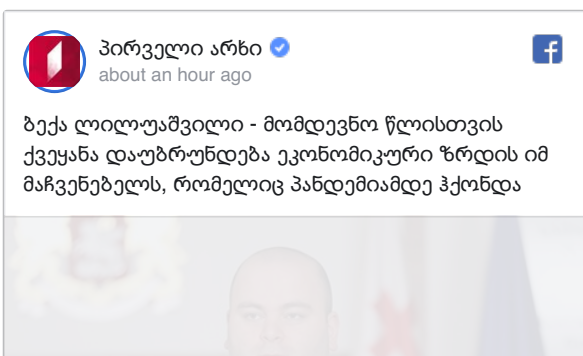 პირველი არხი
about an hour ago
ბექა ლილუაშვილი - მომდევნო წლისთვის
ქვეყანა დაუბრუნდება ეკონომიკური ზრდის იმ
მაჩვენებელს, რომელიც პანდემიამდე ჰქონდა